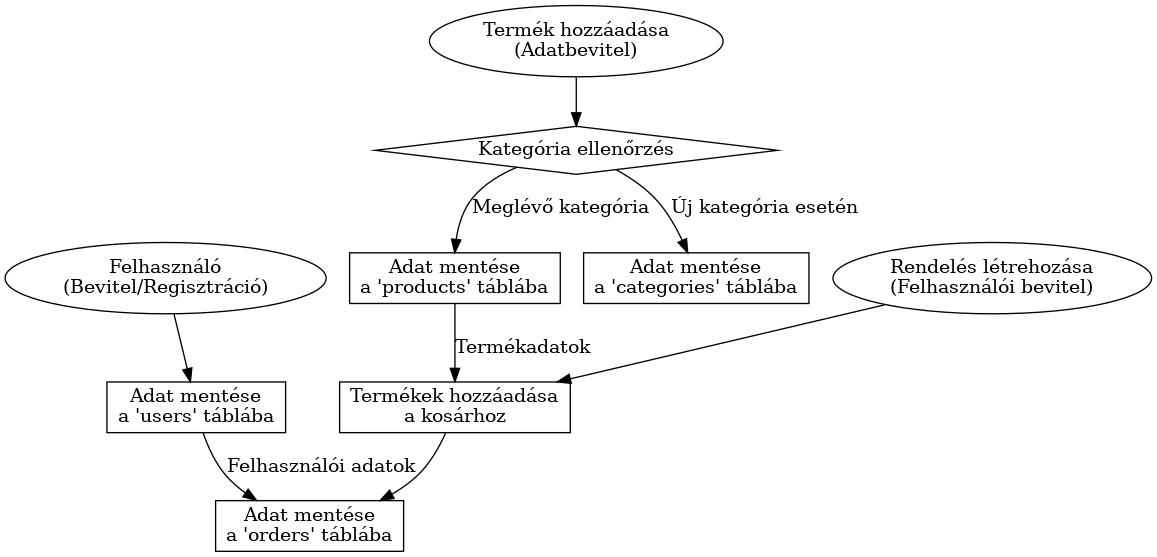 Termék hozzáadása
(Adatbevitel)
Kategória ellenőrzés
Meglévő kategória
Új kategória esetén
Felhasználó
(Bevitel/Regisztráció)
Adat mentése
a 'products' táblába
Adat mentése
a 'categories' táblába
Rendelés létrehozása
(Felhasználói bevitel)
Termékadatok
Adat mentése
a 'users' táblába
Termékek hozzáadása
a kosárhoz
Felhasználói adatok
Adat mentése
a 'orders' táblába